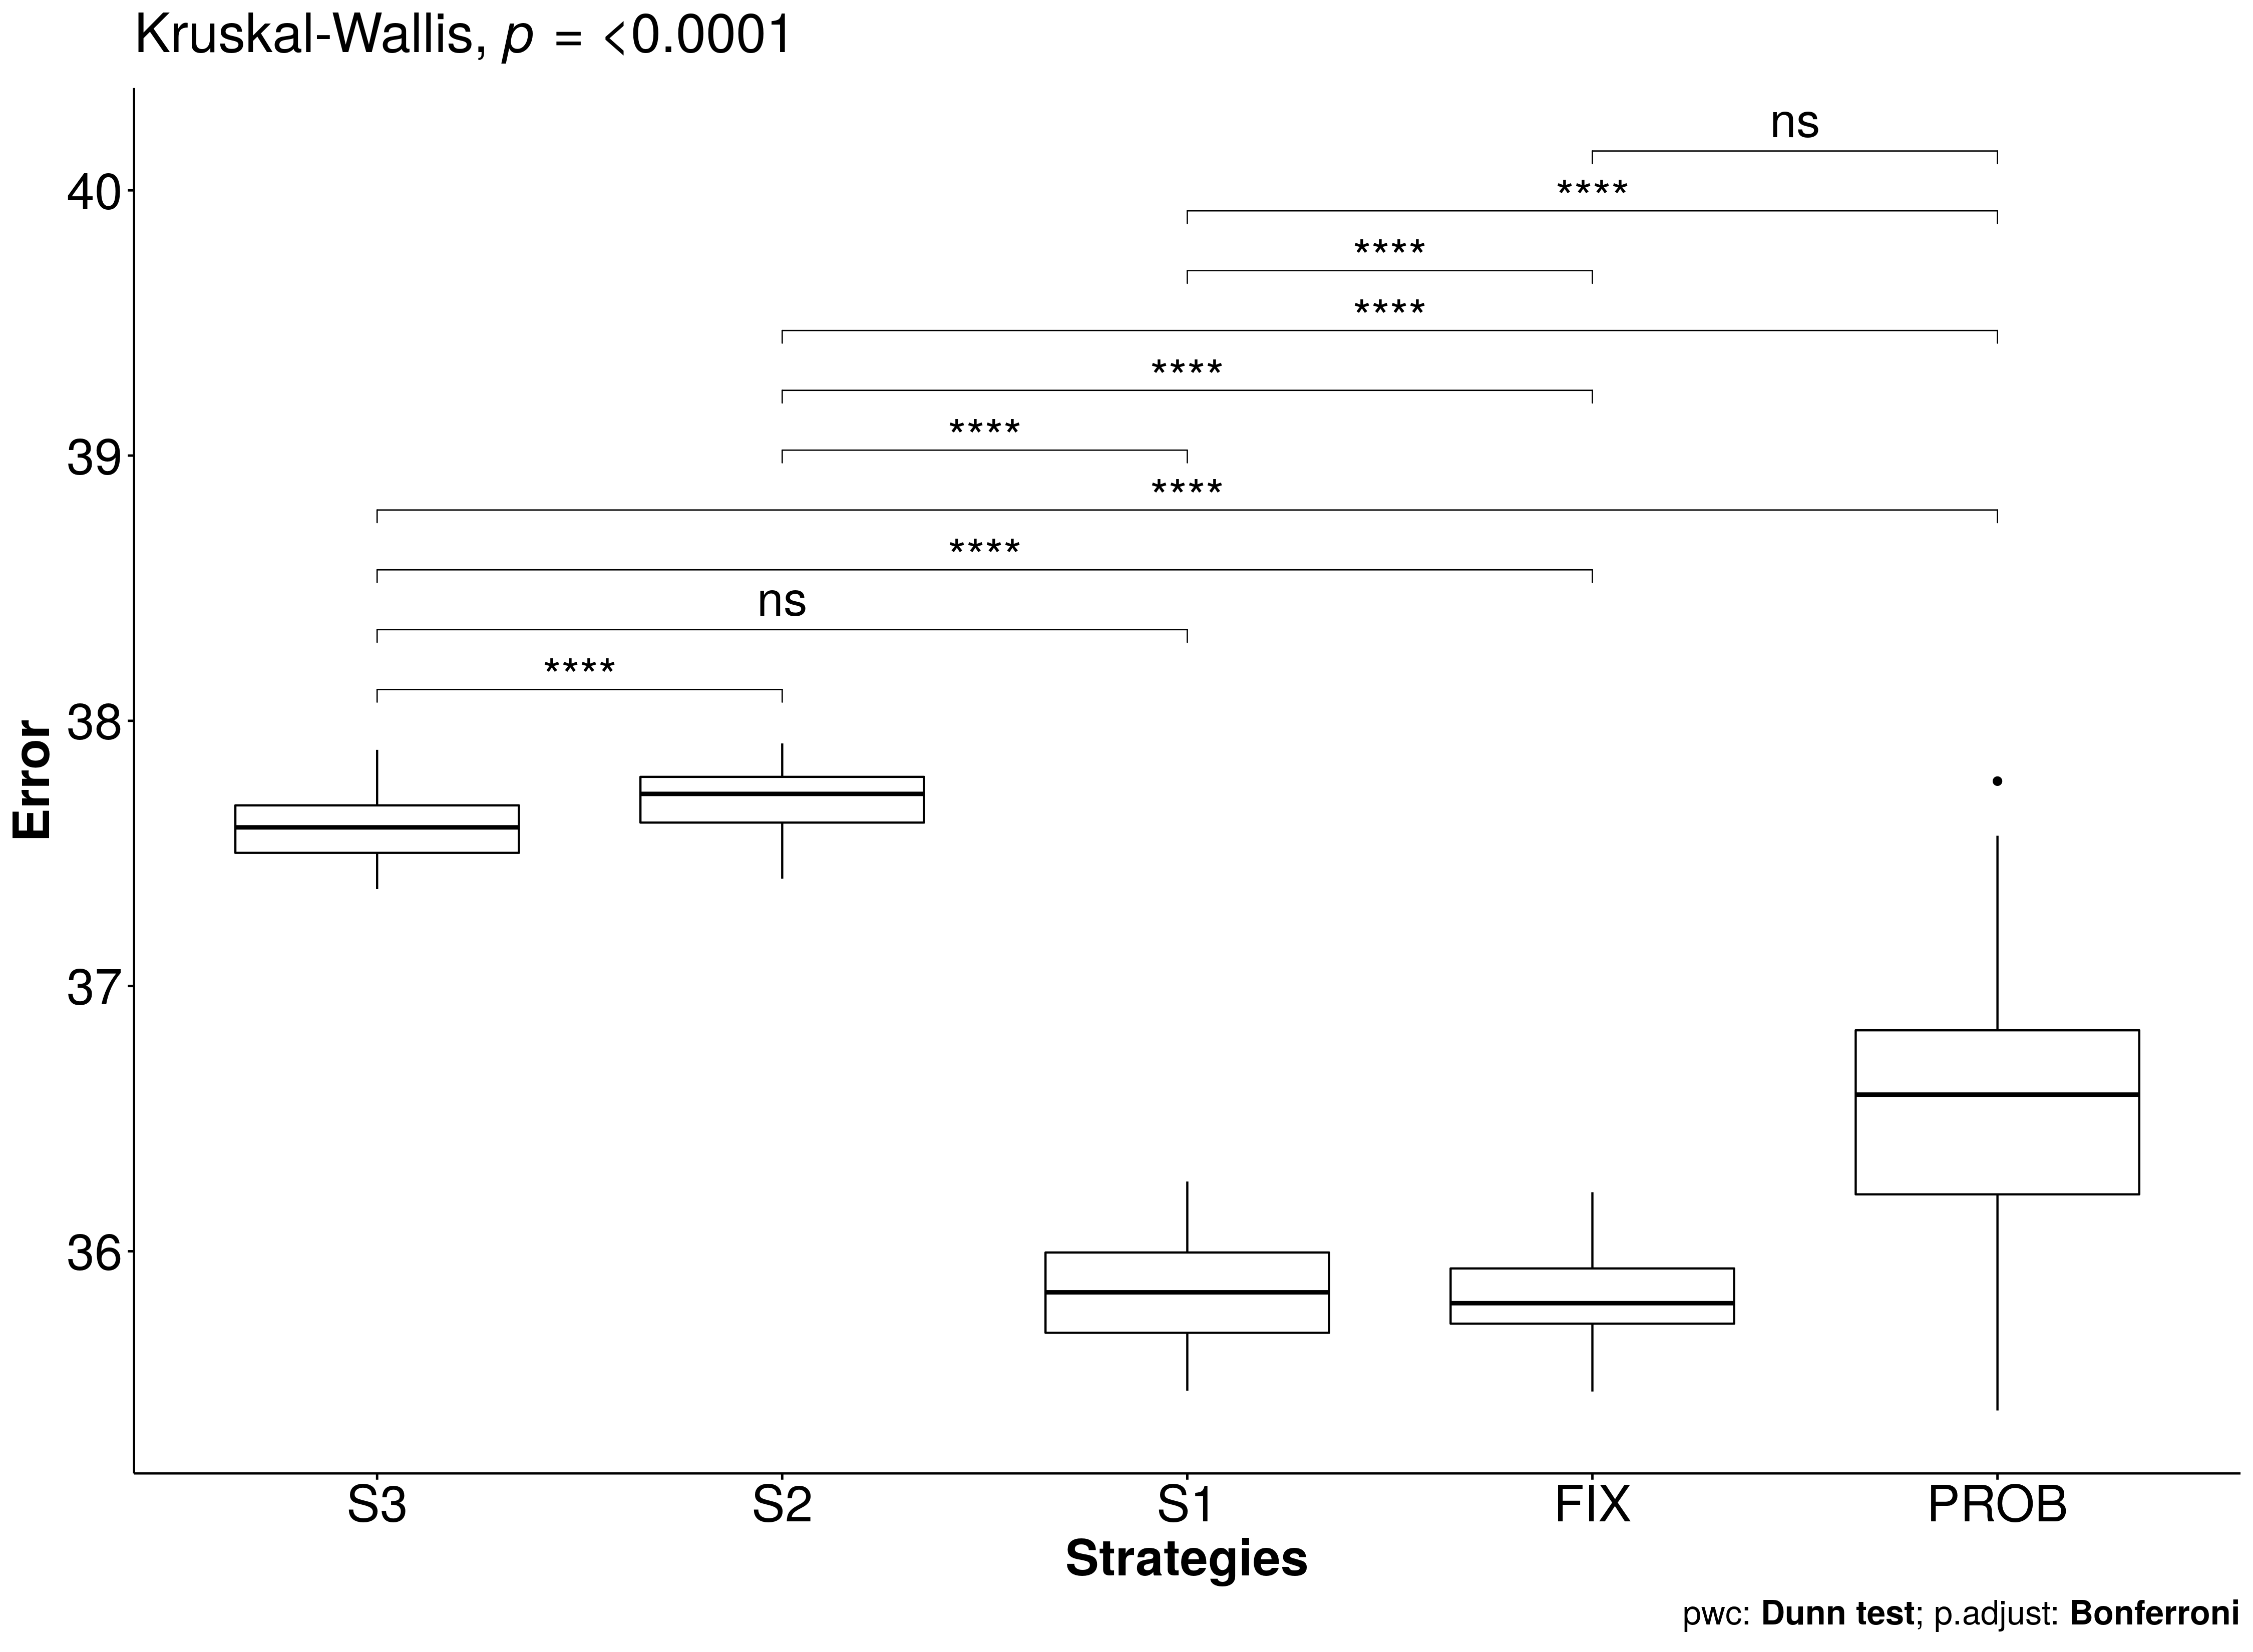 Kruskal-Wallis, p = <0.0001
ns
40
****
****
****
****
39
****
****
****
ns
****
38
Error
37
36
S3 S2 S1 FIX PROB
Strategies
pwc: Dunn test; p.adjust: Bonferroni